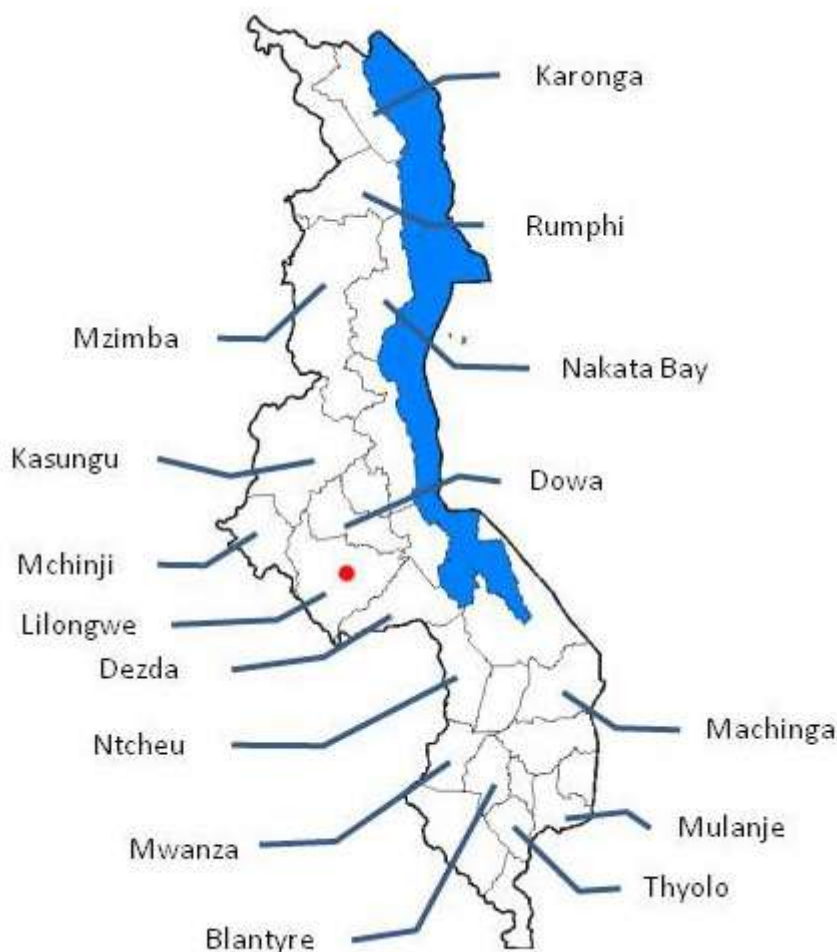 Karonga
Rumphi
Mzimba
Nakata Bay
Kasungu
Dowa
Mchinji
Lilongwe
Dezda
Ntcheu
Machinga
Mwanza
Mulanje
Thyolo
Blantyre